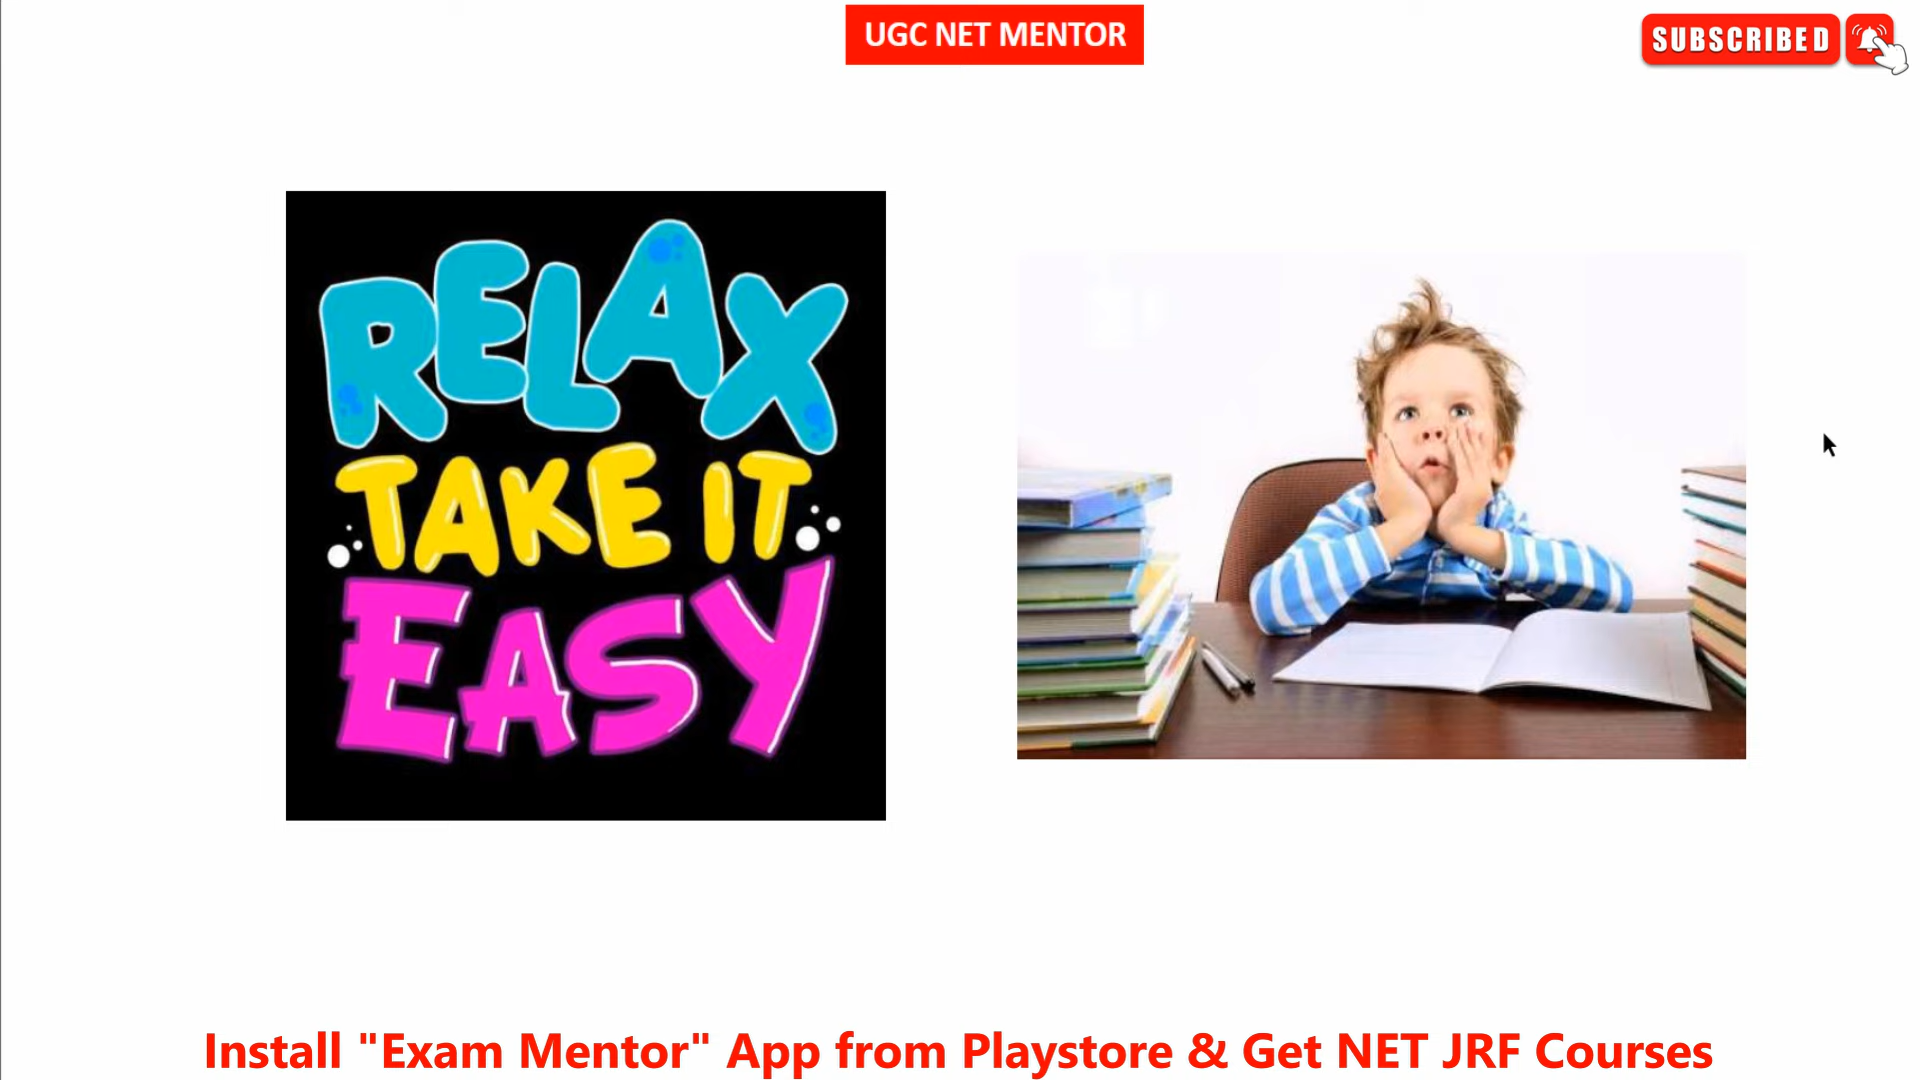 UGC NET MENTOR
SUBSCRIBED
RELAX
TAKE IT
EASY
Install "Exam Mentor" App from Playstore & Get NET JRF Courses